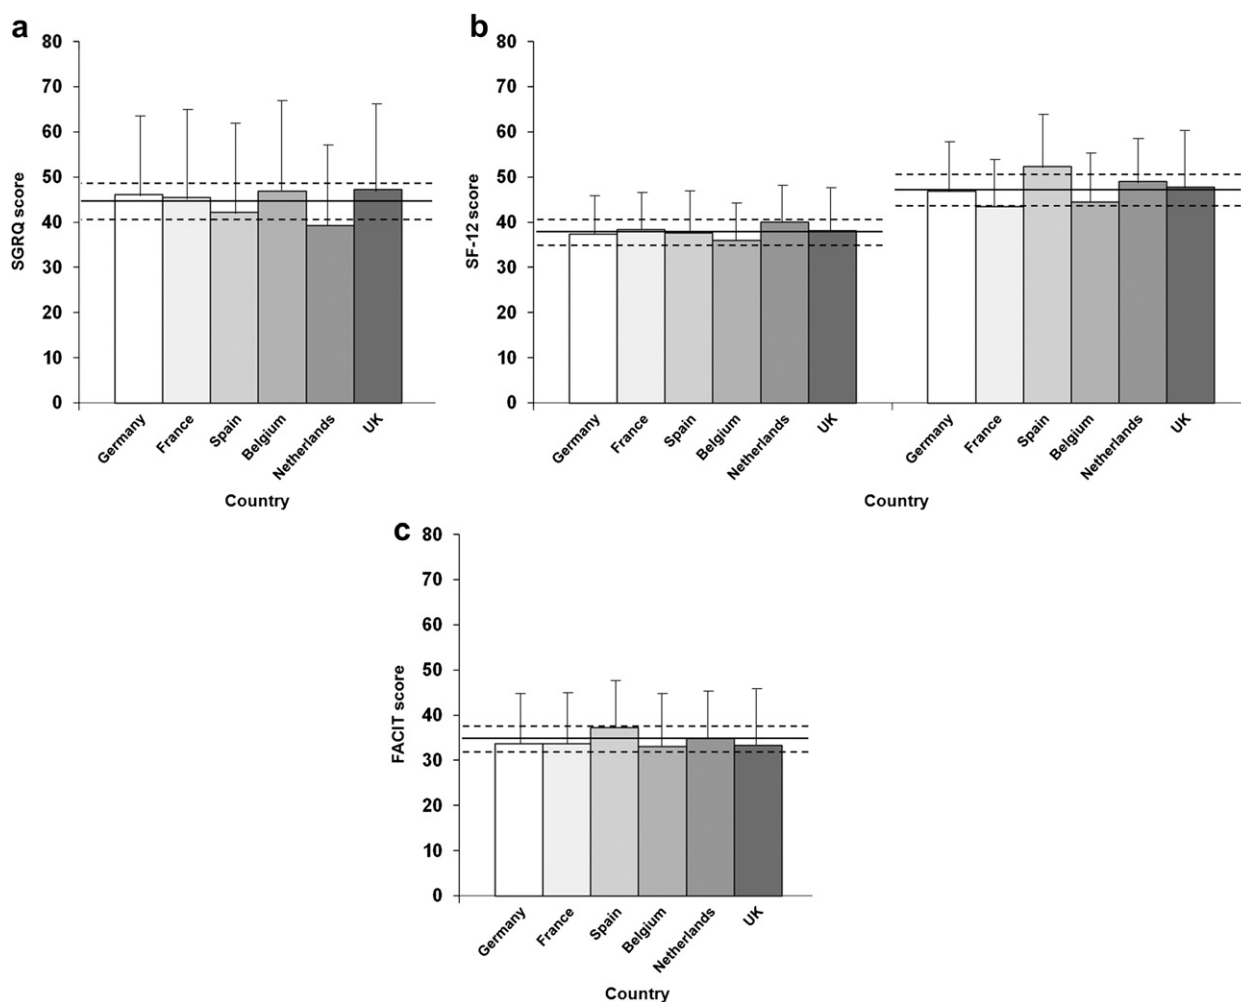 a
80
70
60
50
40
30
20
10
0
SGRQ score
Germany
France
Spain
Belgium
Netherlands
UK
Country
b
80
70
60
50
40
30
20
10
0
SF-12 score
Germany
France
Spain
Belgium
Netherlands
UK
Germany
France
Spain
Belgium
Netherlands
UK
Country
c
80
70
60
50
40
30
20
10
0
FACIT score
Germany
France
Spain
Belgium
Netherlands
UK
Country